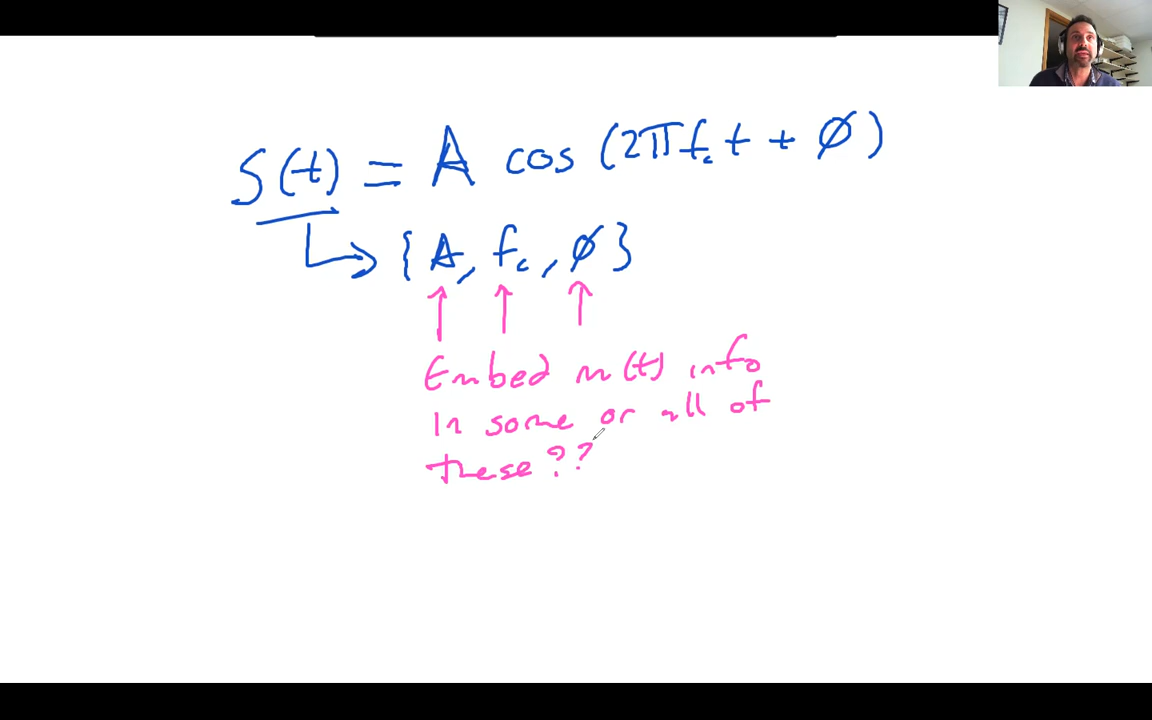 S(t) = A cos (2πf_c t + ϕ)
{A, f_c, ϕ}
Embed m(t) info
In some or all of
these??